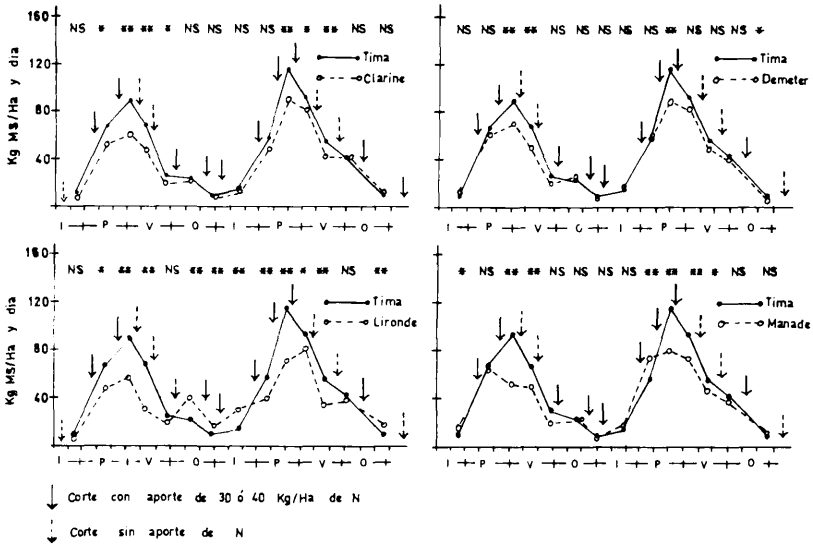 160 NS * ** ** * NS NS NS NS NS ** * ** NS NS
NS NS ** ** NS NS NS NS NS NS ** NS NS NS *
Tima
Clarine
Tima
Demeter
120
80
40
Kg MS/Ha y dia
I P V O I P V O
I P V O I P V O
160
NS * ** ** NS ** ** ** ** ** * ** NS **
* NS ** ** NS NS NS NS ** ** ** * NS NS
Tima
Lironde
Tima
Manade
120
80
40
Kg MS/Ha y dia
I P I V O I P V O
I P V O I P V O
Corte con aporte de 30 ó 40 Kg/Ha de N
Corte sin aporte de N